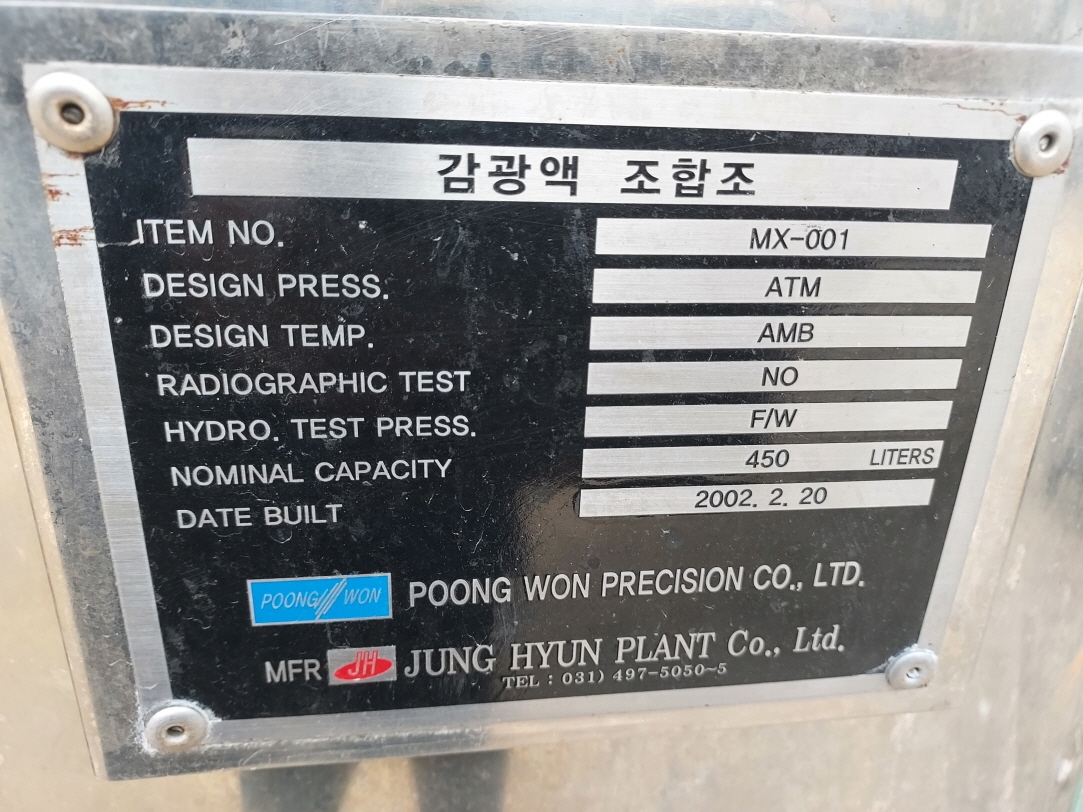 감광액 조합조
ITEM NO. MX-001
DESIGN PRESS. ATM
DESIGN TEMP. AMB
RADIOGRAPHIC TEST NO
HYDRO. TEST PRESS. F/W
NOMINAL CAPACITY 450 LITERS
DATE BUILT 2002. 2. 20
POONG WON POONG WON PRECISION CO., LTD.
MFR JH JUNG HYUN PLANT Co., Ltd.
TEL : 031) 497-5050~5